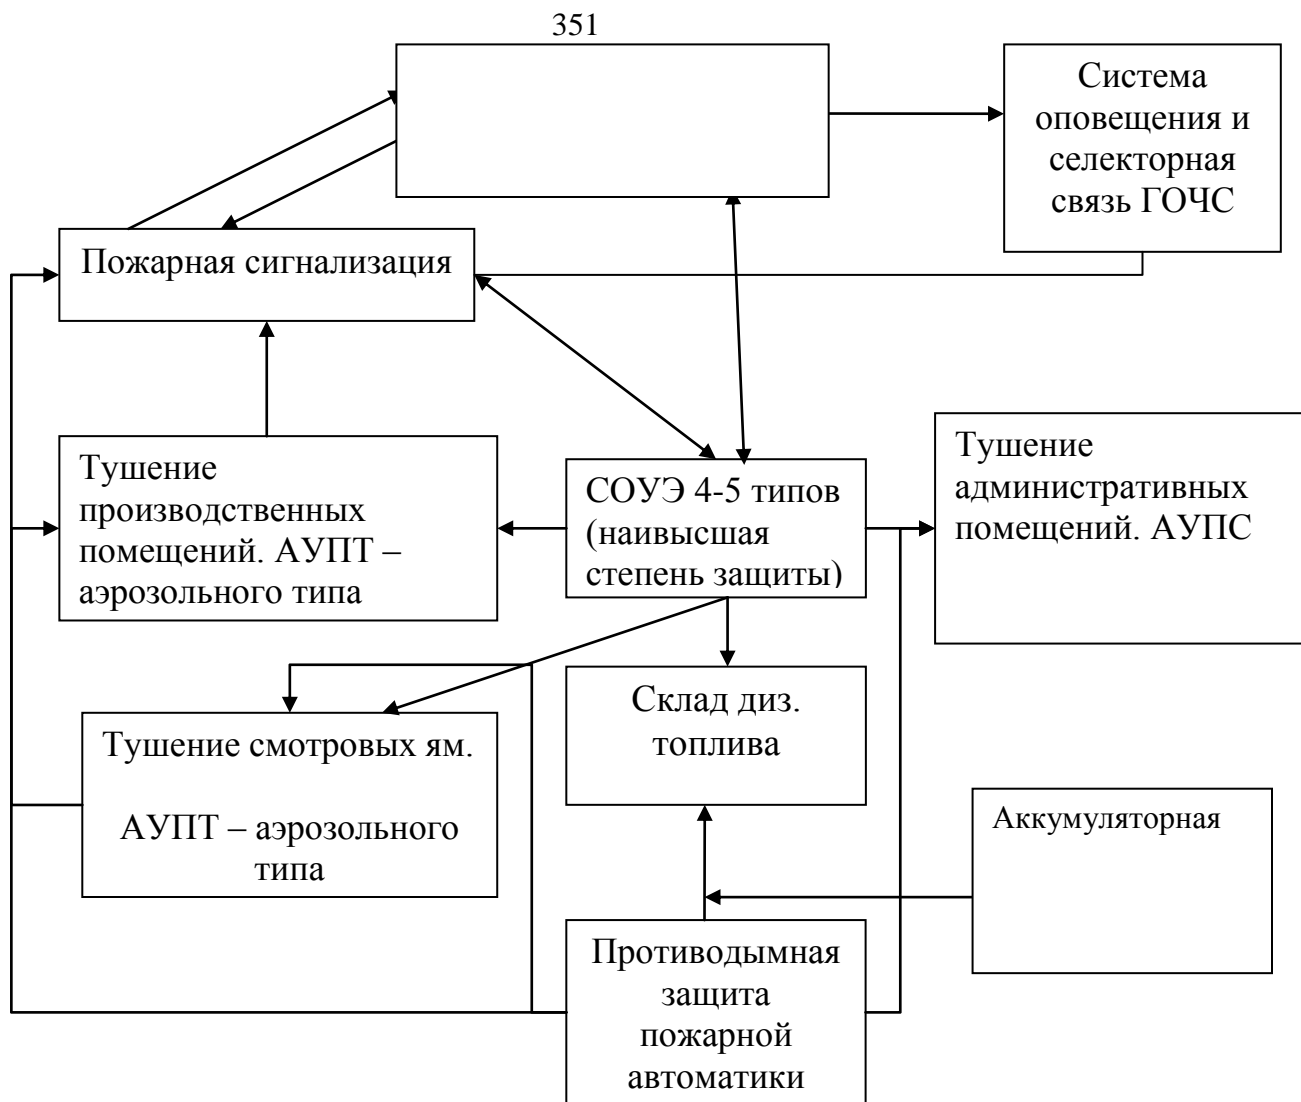 351
Система
оповещения и
селекторная
связь ГОЧС
Пожарная сигнализация
Тушение
производственных
помещений. АУПТ –
аэрозольного типа
СОУЭ 4-5 типов
(наивысшая
степень защиты)
Тушение
административных
помещений. АУПС
Тушение смотровых ям.
АУПТ – аэрозольного
типа
Склад диз.
топлива
Аккумуляторная
Противодымная
защита
пожарной
автоматики